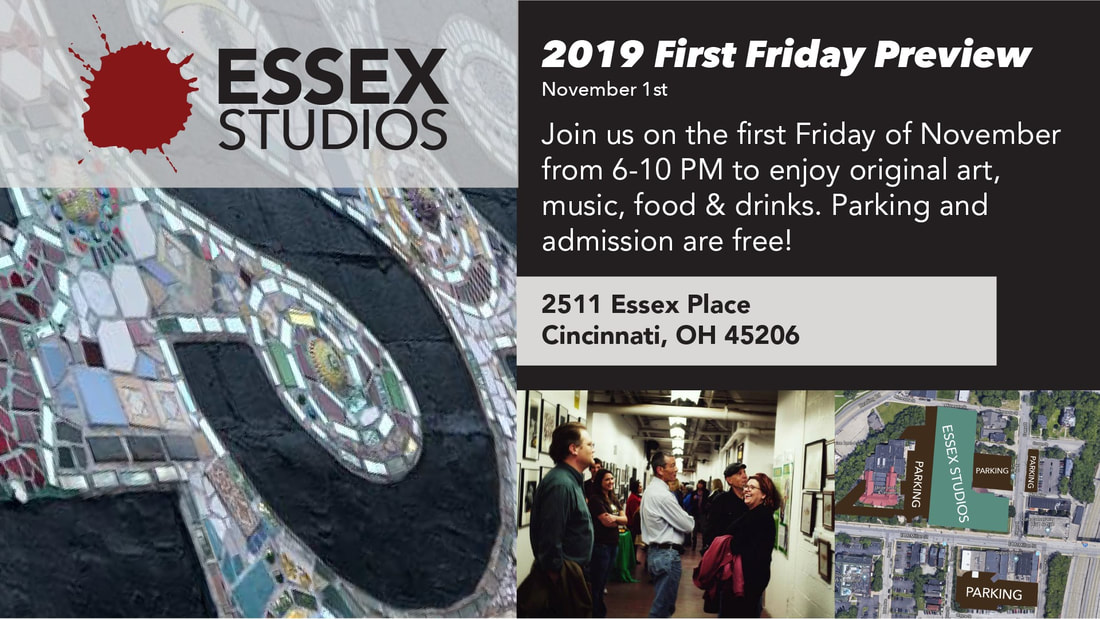 ESSEX
STUDIOS
2019 First Friday Preview
November 1st
Join us on the first Friday of November
from 6-10 PM to enjoy original art,
music, food & drinks. Parking and
admission are free!
2511 Essex Place
Cincinnati, OH 45206
PARKING
ESSEX STUDIOS
PARKING
PARKING
PARKING